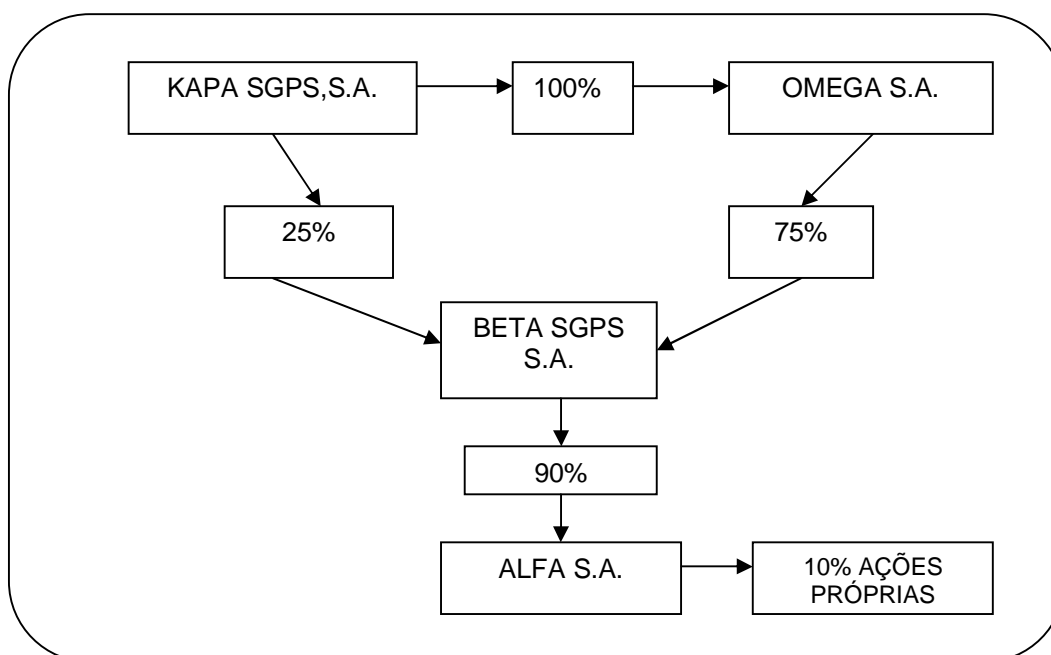 KAPA SGPS,S.A.
100%
OMEGA S.A.
25%
75%
BETA SGPS
S.A.
90%
ALFA S.A.
10% AÇÕES
PRÓPRIAS